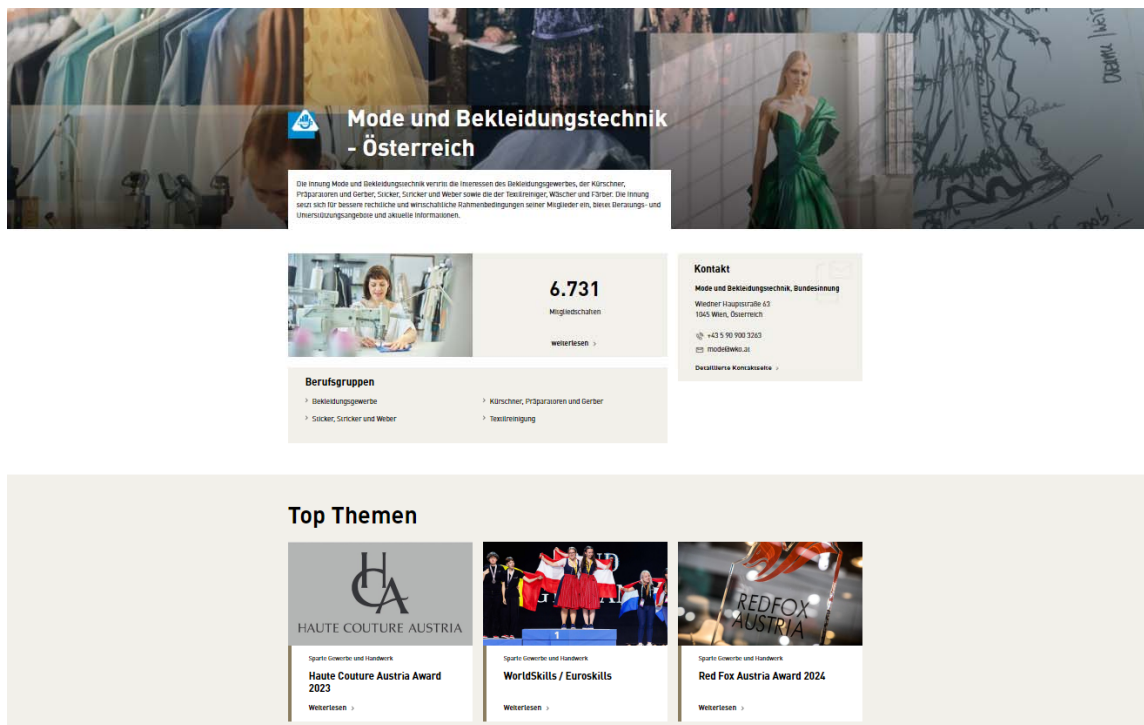 Mode und Bekleidungstechnik
- Österreich
Die Innung Mode und Bekleidungstechnik vertritt die Interessen des Bekleidungsgewerbes, der Kürschner,
Präparatoren und Gerber, Sticker, Stricker und Weber sowie die der Textilreiniger, Wäscher und Färber. Die Innung
setzt sich für bessere rechtliche und wirtschaftliche Rahmenbedingungen seiner Mitglieder ein, bietet Beratungs- und
Unterstützungsangebote und aktuelle Informationen.
6.731
Mitgliedschaften
weiterlesen
Kontakt
Mode und Bekleidungstechnik, Bundesinnung
Wiedner Hauptstraße 63
1045 Wien, Österreich
+43 5 90 900 3263
mode@wko.at
Detaillierte Kontaktseite
Berufsgruppen
Bekleidungsgewerbe
Kürschner, Präparatoren und Gerber
Sticker, Stricker und Weber
Textilreinigung
Top Themen
HA
HAUTE COUTURE AUSTRIA
1
REDFOX
AUSTRIA
Sparte Gewerbe und Handwerk
Haute Couture Austria Award
2023
Weiterlesen
Sparte Gewerbe und Handwerk
WorldSkills / Euroskills
Weiterlesen
Sparte Gewerbe und Handwerk
Red Fox Austria Award 2024
Weiterlesen